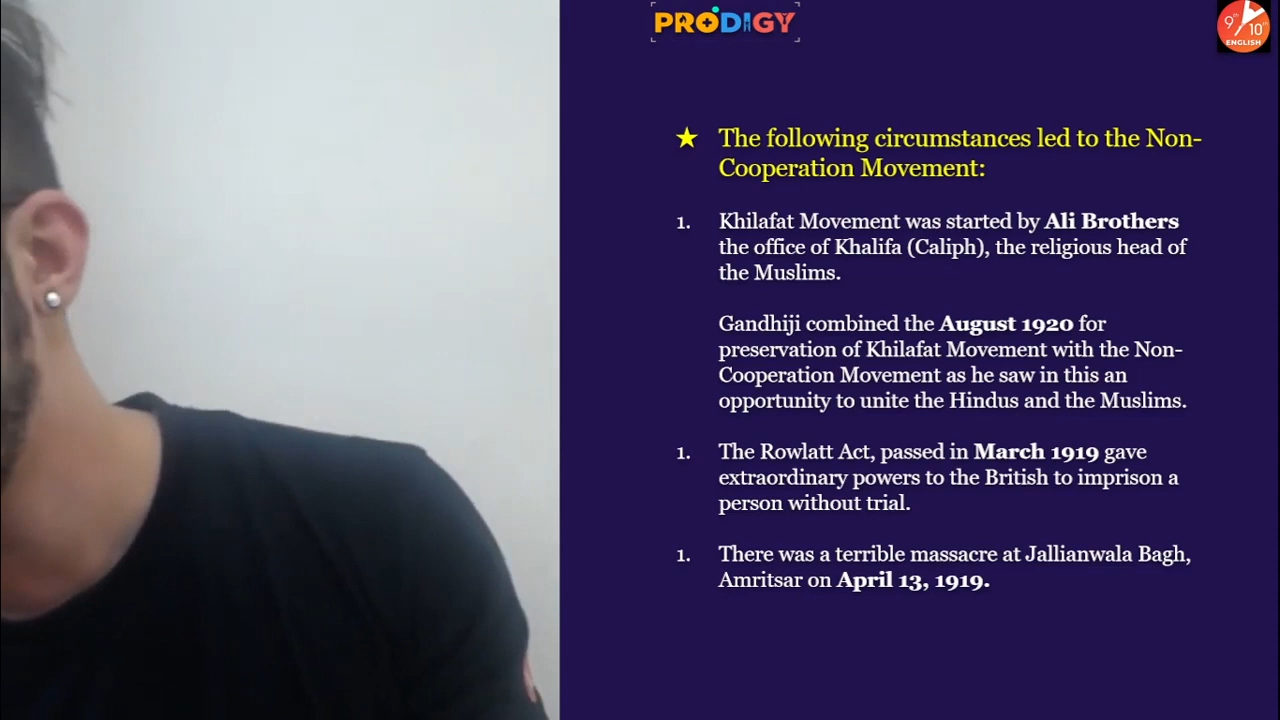 PRODIGY
9th 10th
ENGLISH
★ The following circumstances led to the Non-
Cooperation Movement:
1. Khilafat Movement was started by Ali Brothers
the office of Khalifa (Caliph), the religious head of
the Muslims.
Gandhiji combined the August 1920 for
preservation of Khilafat Movement with the Non-
Cooperation Movement as he saw in this an
opportunity to unite the Hindus and the Muslims.
1. The Rowlatt Act, passed in March 1919 gave
extraordinary powers to the British to imprison a
person without trial.
1. There was a terrible massacre at Jallianwala Bagh,
Amritsar on April 13, 1919.